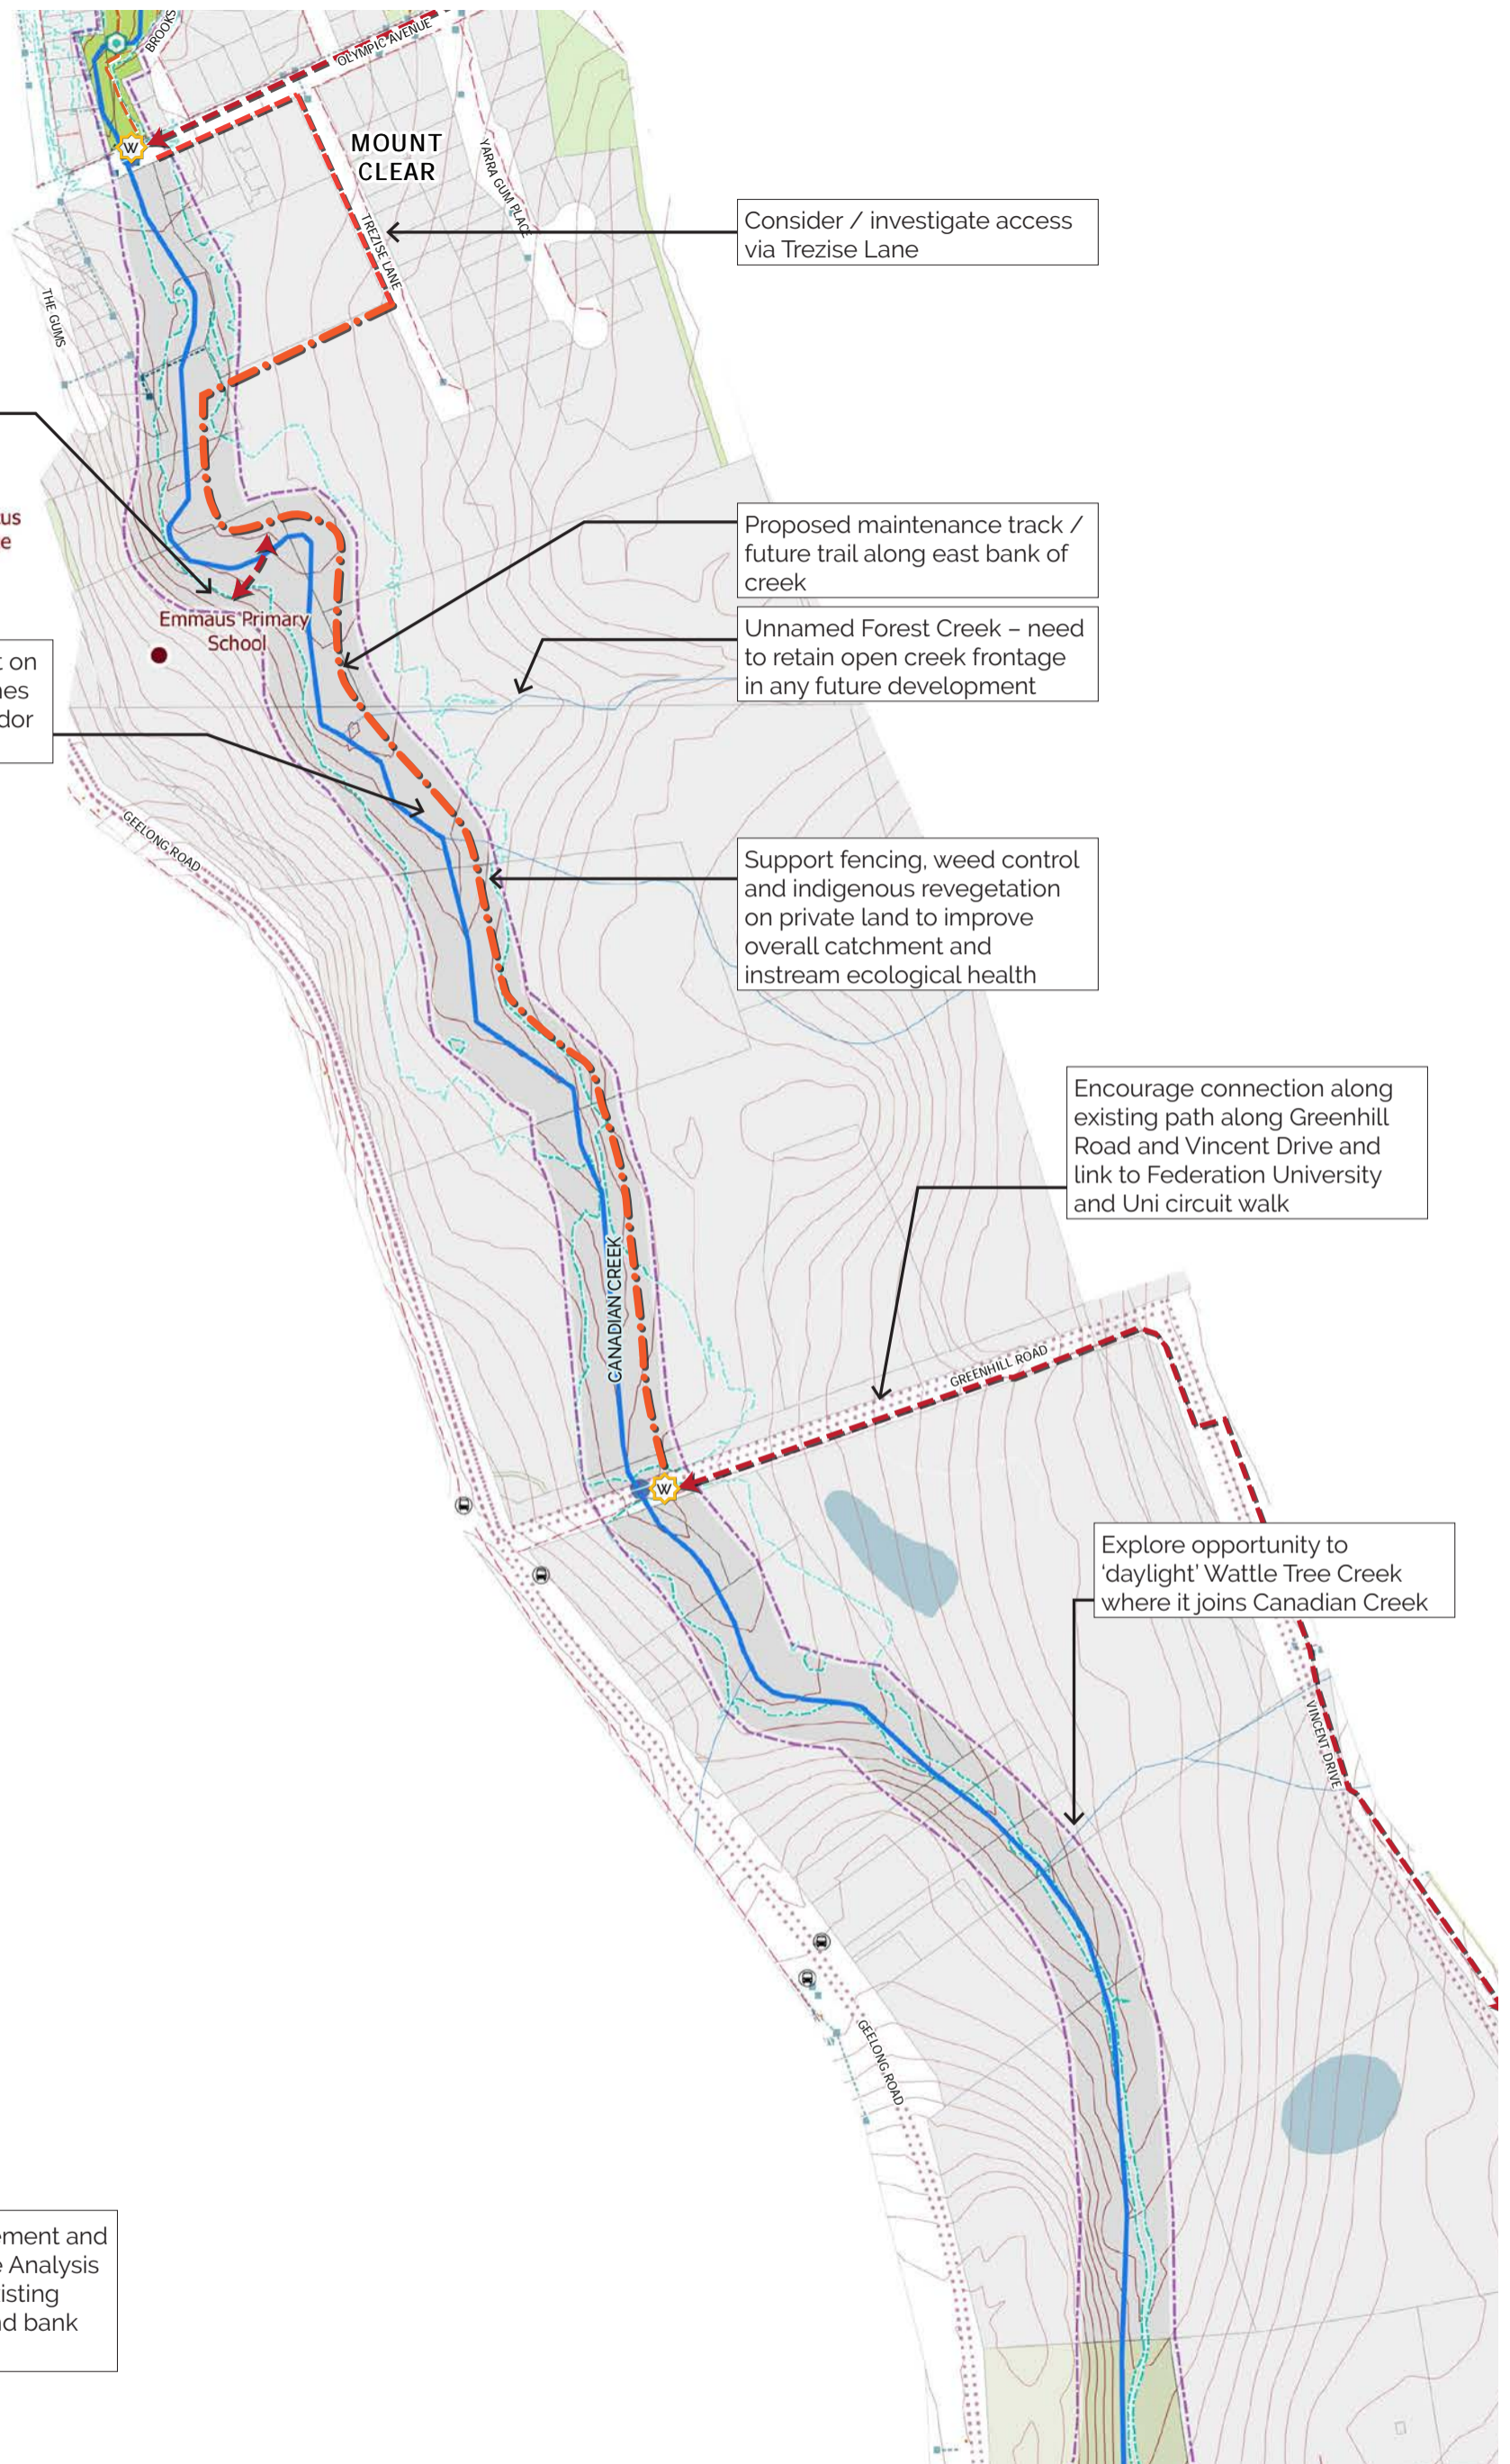 BROOKS
OLYMPIC AVENUE
W
MOUNT
CLEAR
YARRA GUM PLACE
TREZISE LANE
THE GUMS
Consider / investigate access
via Trezise Lane
us
e
Proposed maintenance track /
future trail along east bank of
creek
Emmaus Primary
School
Unnamed Forest Creek – need
to retain open creek frontage
in any future development
on
nes
dor
GEELONG ROAD
Support fencing, weed control
and indigenous revegetation
on private land to improve
overall catchment and
instream ecological health
Encourage connection along
existing path along Greenhill
Road and Vincent Drive and
link to Federation University
and Uni circuit walk
CANADIAN CREEK
GREENHILL ROAD
W
Explore opportunity to
‘daylight’ Wattle Tree Creek
where it joins Canadian Creek
VINCENT DRIVE
GEELONG ROAD
ement and
e Analysis
isting
nd bank